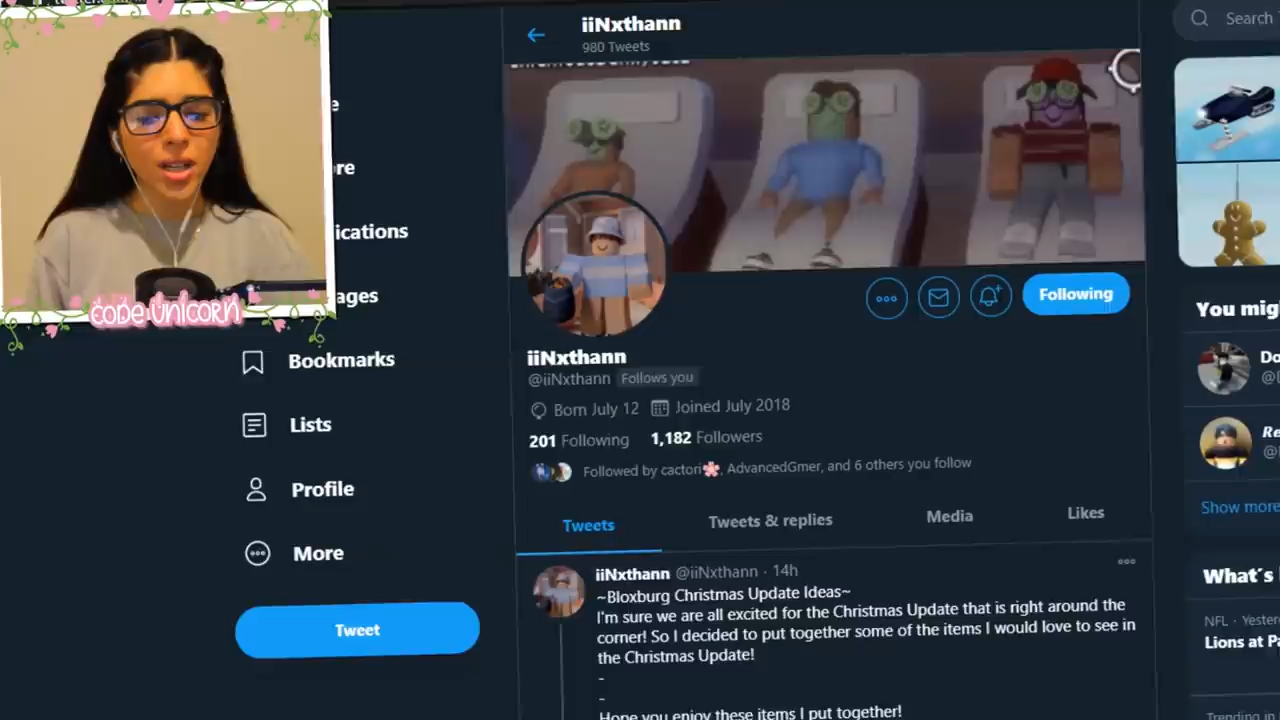 iiNxthann
980 Tweets
Search
re
ications
ages
Following
iiNxthann
@iiNxthann Follows you
Born July 12 Joined July 2018
201 Following 1,182 Followers
Followed by cactori🌸, AdvancedGmer, and 6 others you follow
Tweets Tweets & replies Media Likes
Bookmarks
Lists
Profile
More
Tweet
CODE UNICORN
iiNxthann @iiNxthann · 14h
~Bloxburg Christmas Update Ideas~
I'm sure we are all excited for the Christmas Update that is right around the
corner! So I decided to put together some of the items I would love to see in
the Christmas Update!
-
-
Hope you enjoy these items I put together!
You mig
Do
@
Re
@
Show more
What's
NFL · Yester
Lions at Pa
Trending in